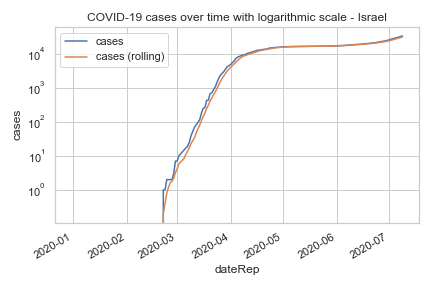 COVID-19 cases over time with logarithmic scale - Israel
cases
cases (rolling)
10⁴
10³
10²
10¹
10⁰
cases
2020-01
2020-02
2020-03
2020-04
2020-05
2020-06
2020-07
dateRep